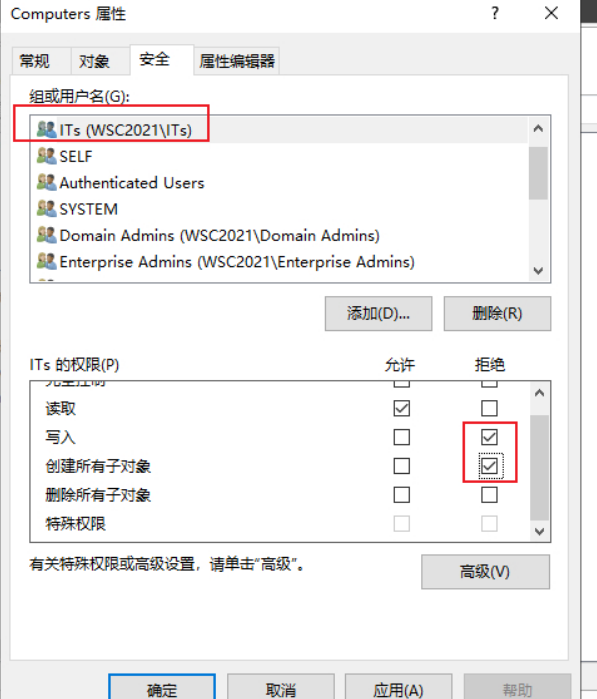 Computers 属性
?
常规 对象 安全 属性编辑器
组或用户名(G):
ITs (WSC2021\ITs)
SELF
Authenticated Users
SYSTEM
Domain Admins (WSC2021\Domain Admins)
Enterprise Admins (WSC2021\Enterprise Admins)
添加(D)... 删除(R)
ITs 的权限(P) 允许 拒绝
完全控制
读取
写入
创建所有子对象
删除所有子对象
特殊权限
有关特殊权限或高级设置，请单击“高级”。
高级(V)
确定 取消 应用(A) 帮助